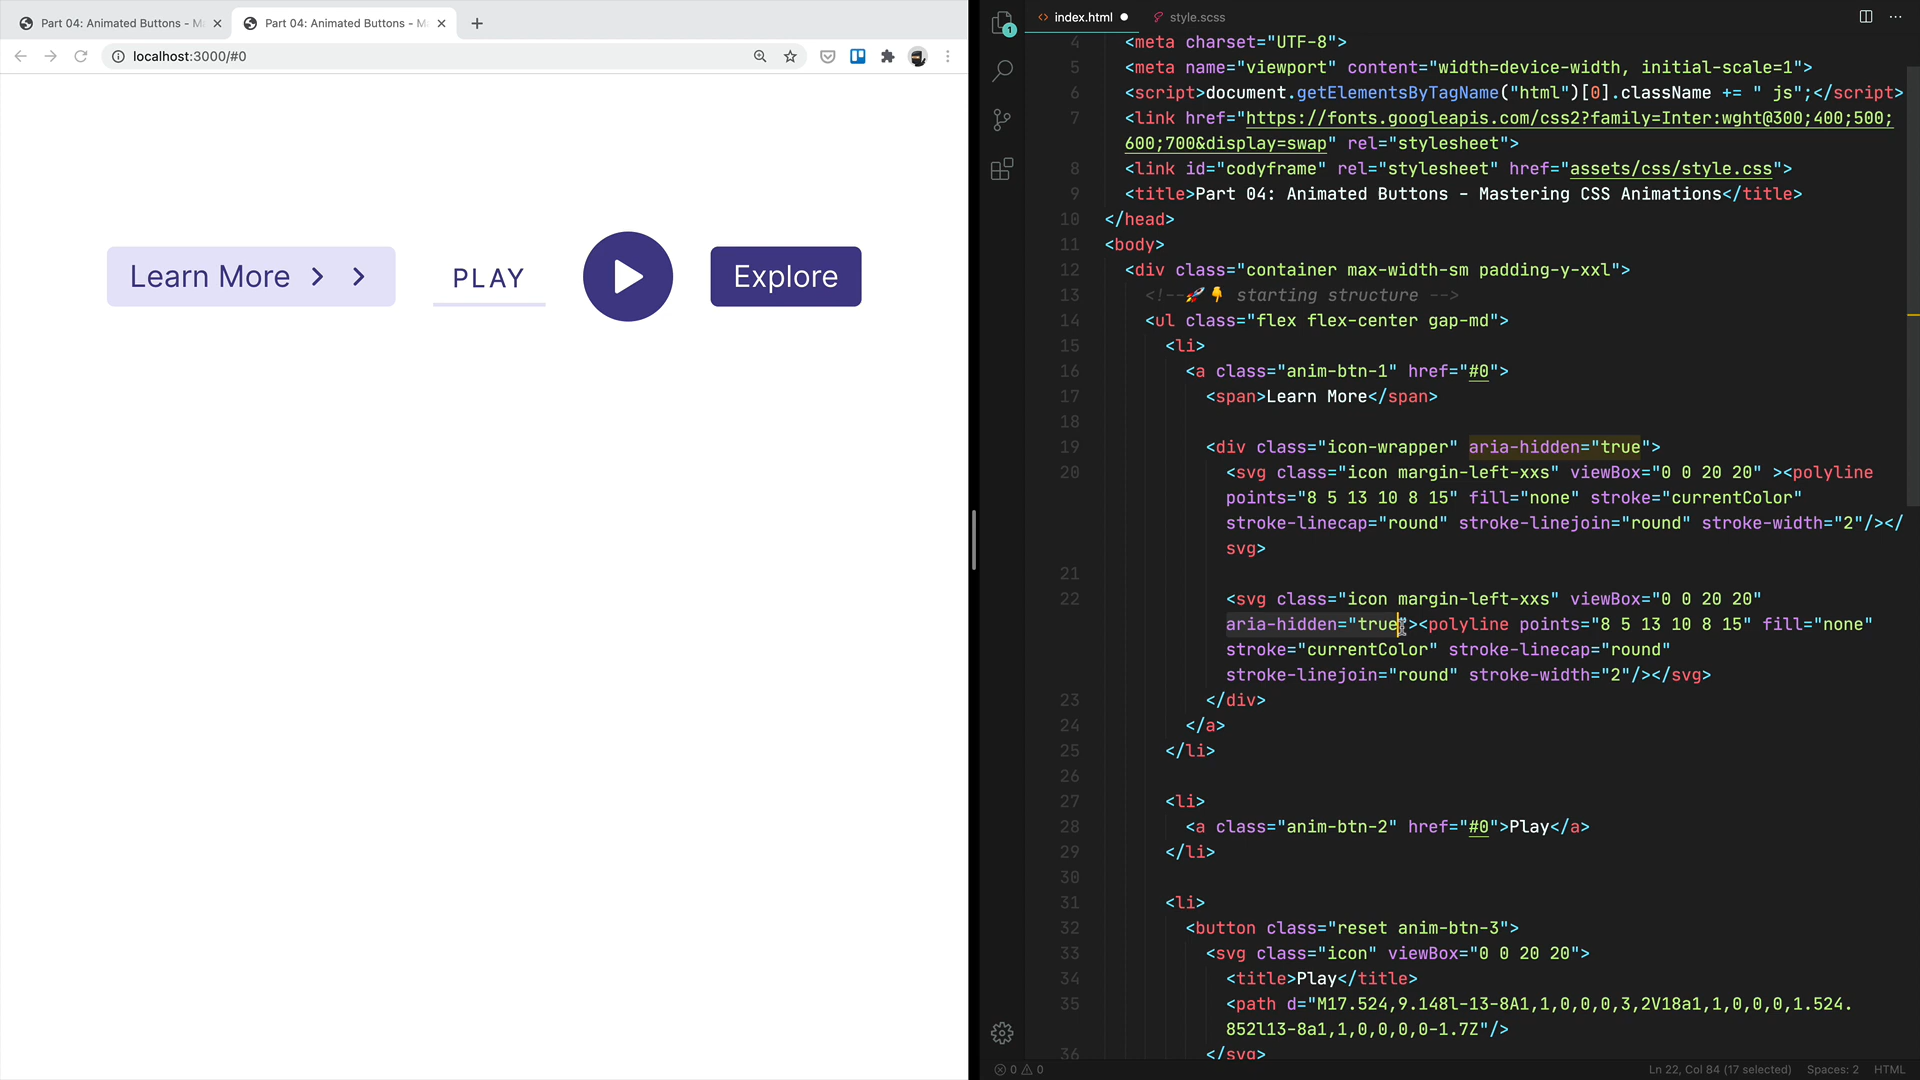 Part 04: Animated Buttons - M
Part 04: Animated Buttons - M
localhost:3000/#0
Learn More
PLAY
Explore
1
index.html
style.scss
4 <meta charset="UTF-8">
5 <meta name="viewport" content="width=device-width, initial-scale=1">
6 <script>document.getElementsByTagName("html")[0].className += " js";</script>
7 <link href="https://fonts.googleapis.com/css2?family=Inter:wght@300;400;500;
600;700&display=swap" rel="stylesheet">
8 <link id="codyframe" rel="stylesheet" href="assets/css/style.css">
9 <title>Part 04: Animated Buttons - Mastering CSS Animations</title>
10 </head>
11 <body>
12 <div class="container max-width-sm padding-y-xxl">
13 <!--🚀👇 starting structure -->
14 <ul class="flex flex-center gap-md">
15 <li>
16 <a class="anim-btn-1" href="#0">
17 <span>Learn More</span>
18
19 <div class="icon-wrapper" aria-hidden="true">
20 <svg class="icon margin-left-xxs" viewBox="0 0 20 20" ><polyline
points="8 5 13 10 8 15" fill="none" stroke="currentColor"
stroke-linecap="round" stroke-linejoin="round" stroke-width="2"/></
svg>
21
22 <svg class="icon margin-left-xxs" viewBox="0 0 20 20"
aria-hidden="true"><polyline points="8 5 13 10 8 15" fill="none"
stroke="currentColor" stroke-linecap="round"
stroke-linejoin="round" stroke-width="2"/></svg>
23 </div>
24 </a>
25 </li>
26
27 <li>
28 <a class="anim-btn-2" href="#0">Play</a>
29 </li>
30
31 <li>
32 <button class="reset anim-btn-3">
33 <svg class="icon" viewBox="0 0 20 20">
34 <title>Play</title>
35 <path d="M17.524,9.148l-13-8A1,1,0,0,0,3,2V18a1,1,0,0,0,1.524.
852l13-8a1,1,0,0,0,0-1.7Z"/>
36 </svg>
0 0
Ln 22, Col 84 (17 selected) Spaces: 2 HTML